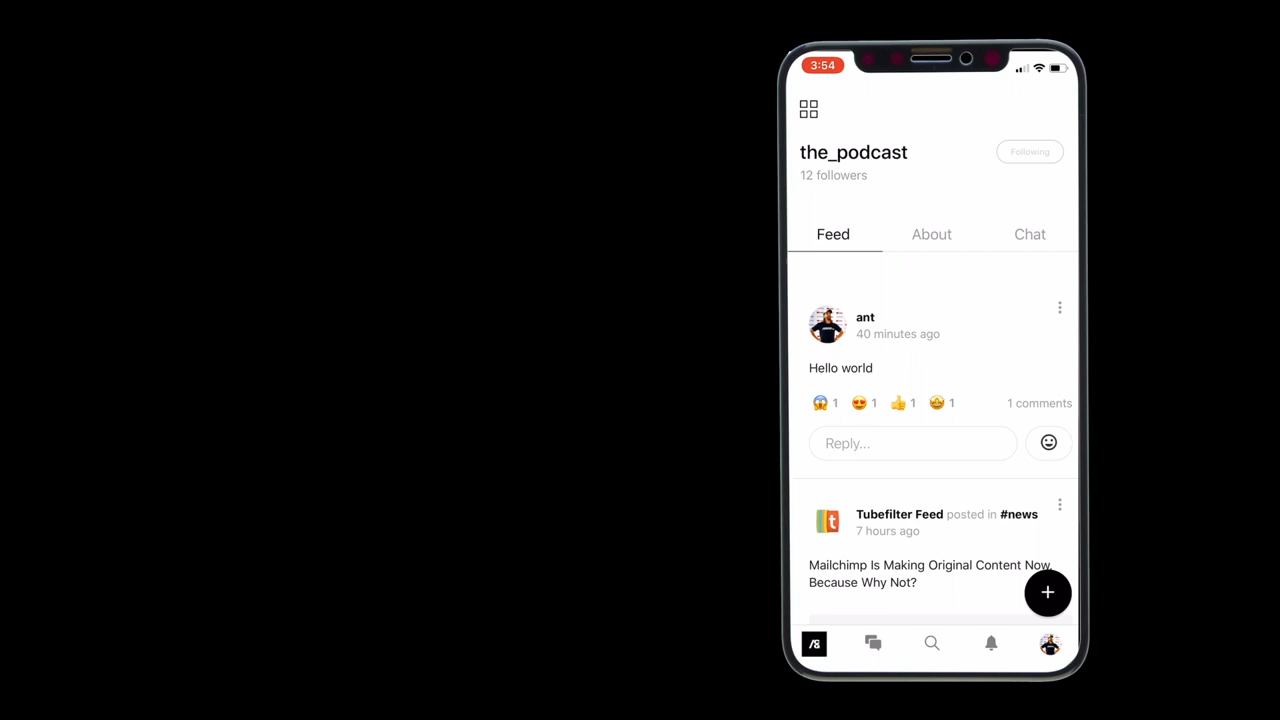 3:54
the_podcast
Following
12 followers
Feed About Chat
ant
40 minutes ago
Hello world
1 1 1 1 1 comments
Reply...
Tubefilter Feed posted in #news
7 hours ago
t
Mailchimp Is Making Original Content Now,
Because Why Not?